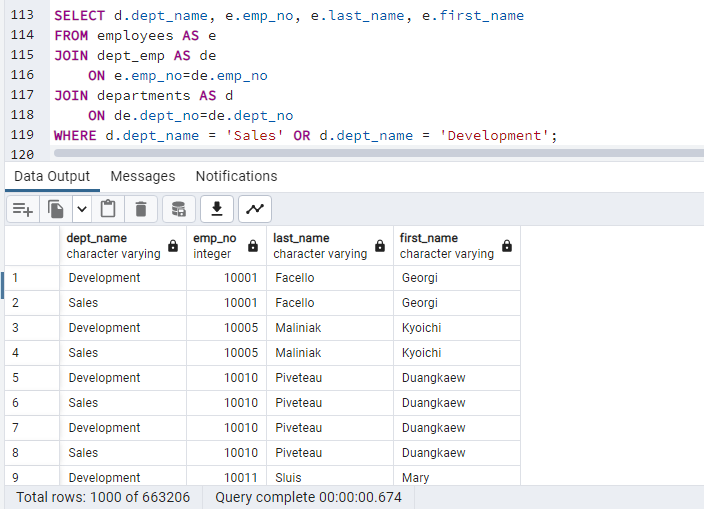 113 SELECT d.dept_name, e.emp_no, e.last_name, e.first_name
114 FROM employees AS e
115 JOIN dept_emp AS de
116 ON e.emp_no=de.emp_no
117 JOIN departments AS d
118 ON de.dept_no=de.dept_no
119 WHERE d.dept_name = 'Sales' OR d.dept_name = 'Development';
120
Data Output Messages Notifications
dept_name emp_no last_name first_name
character varying integer character varying character varying
1 Development 10001 Facello Georgi
2 Sales 10001 Facello Georgi
3 Development 10005 Maliniak Kyoichi
4 Sales 10005 Maliniak Kyoichi
5 Development 10010 Piveteau Duangkaew
6 Sales 10010 Piveteau Duangkaew
7 Development 10010 Piveteau Duangkaew
8 Sales 10010 Piveteau Duangkaew
9 Development 10011 Sluis Mary
Total rows: 1000 of 663206 Query complete 00:00:00.674